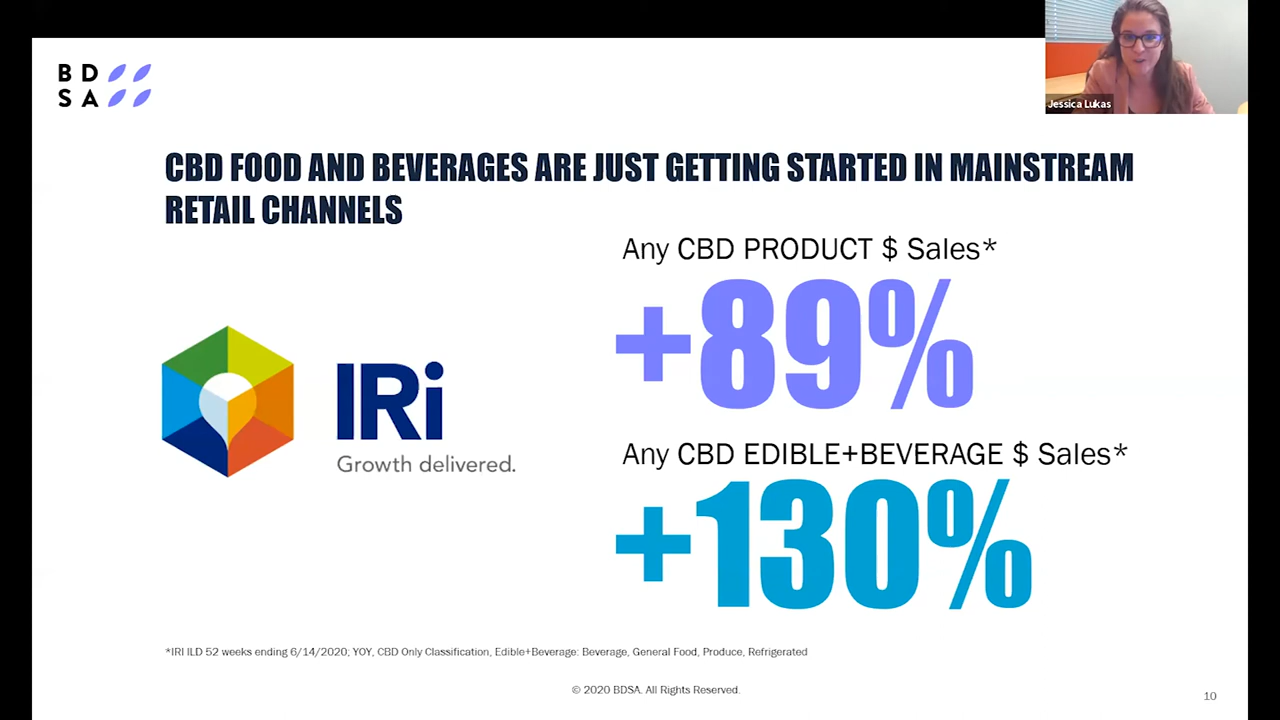 BD
SA
Jessica Lukas
CBD FOOD AND BEVERAGES ARE JUST GETTING STARTED IN MAINSTREAM
RETAIL CHANNELS
Any CBD PRODUCT $ Sales*
+89%
IRi
Growth delivered.
Any CBD EDIBLE+BEVERAGE $ Sales*
+130%
*IRI ILD 52 weeks ending 6/14/2020; YOY, CBD Only Classification, Edible+Beverage: Beverage, General Food, Produce, Refrigerated
© 2020 BDSA. All Rights Reserved.
10